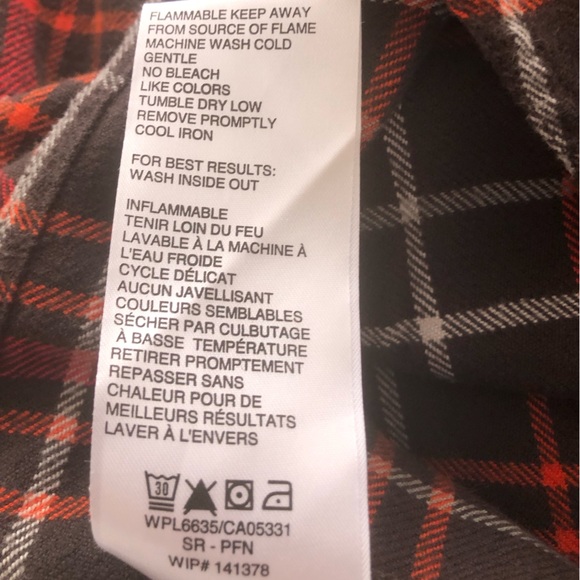 FLAMMABLE KEEP AWAY
FROM SOURCE OF FLAME
MACHINE WASH COLD
GENTLE
NO BLEACH
LIKE COLORS
TUMBLE DRY LOW
REMOVE PROMPTLY
COOL IRON
FOR BEST RESULTS:
WASH INSIDE OUT
INFLAMMABLE
TENIR LOIN DU FEU
LAVABLE À LA MACHINE À
L'EAU FROIDE
CYCLE DÉLICAT
AUCUN JAVELLISANT
COULEURS SEMBLABLES
SÉCHER PAR CULBUTAGE
À BASSE TEMPÉRATURE
RETIRER PROMPTEMENT
REPASSER SANS
CHALEUR POUR DE
MEILLEURS RÉSULTATS
LAVER À L'ENVERS
30
WPL6635/CA05331
SR - PFN
WIP# 141378